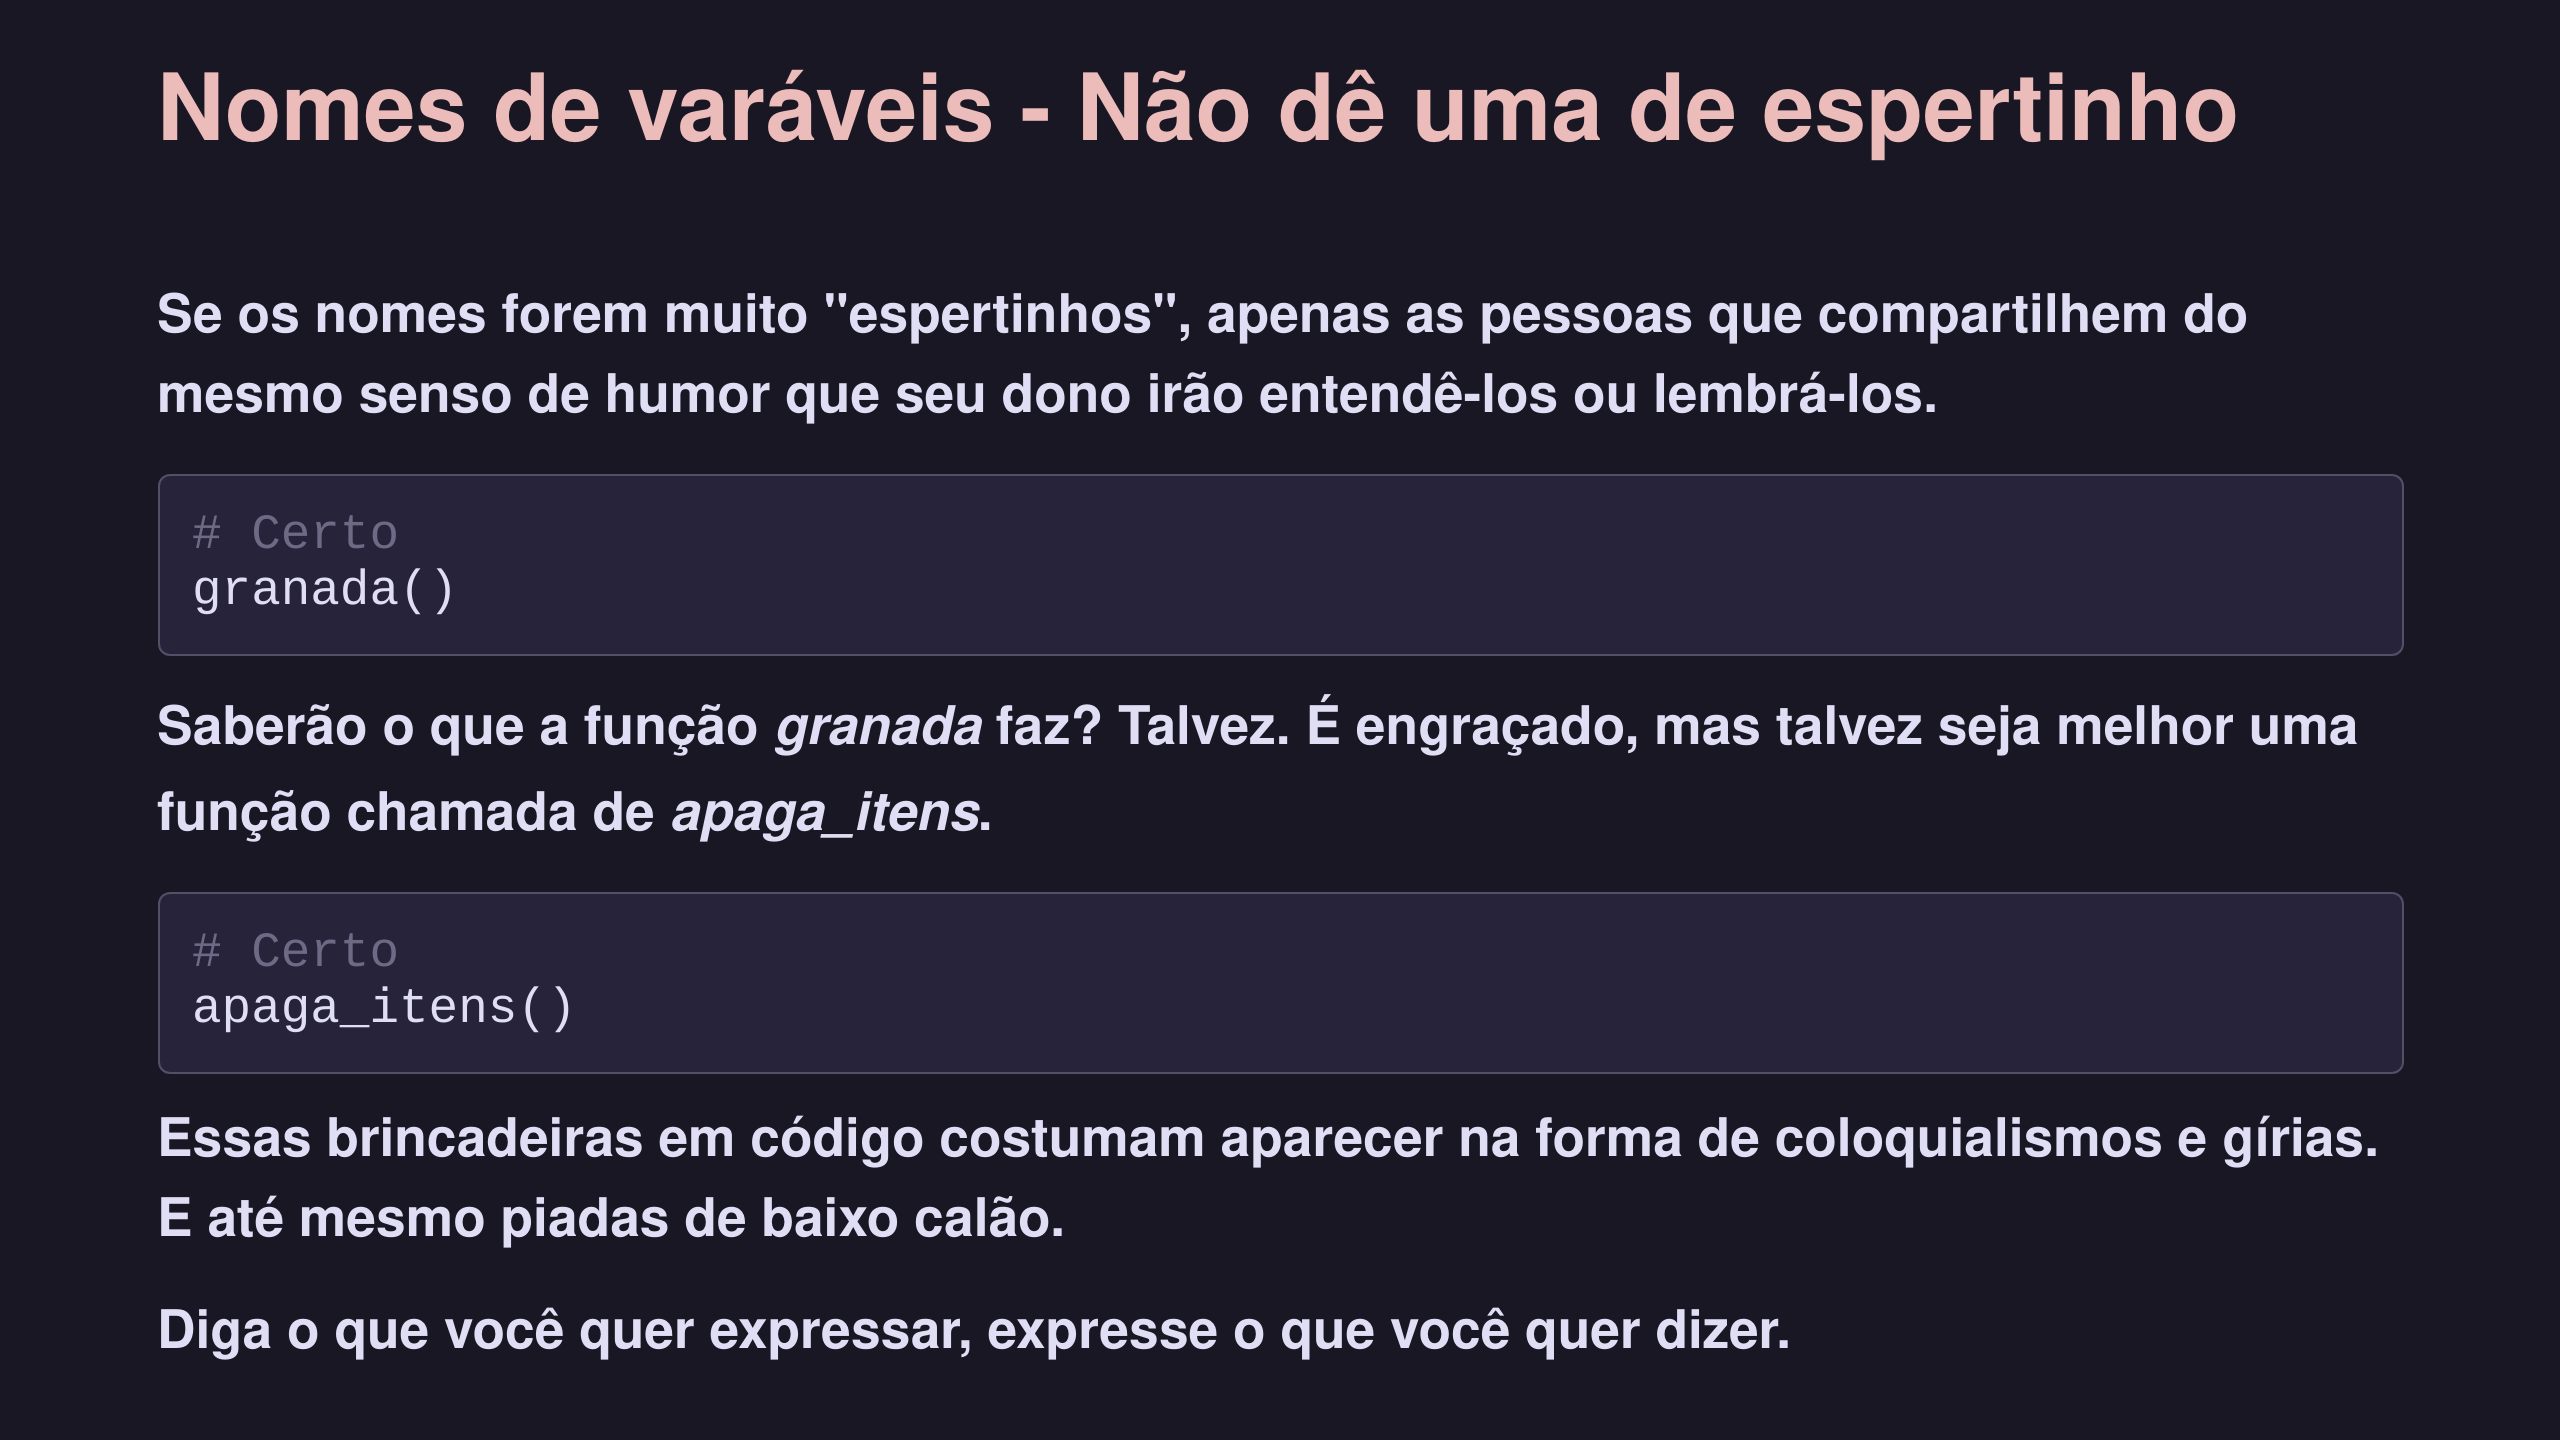 Nomes de varáveis - Não dê uma de espertinho
Se os nomes forem muito "espertinhos", apenas as pessoas que compartilhem do
mesmo senso de humor que seu dono irão entendê-los ou lembrá-los.
# Certo
granada()
Saberão o que a função granada faz? Talvez. É engraçado, mas talvez seja melhor uma
função chamada de apaga_itens.
# Certo
apaga_itens()
Essas brincadeiras em código costumam aparecer na forma de coloquialismos e gírias.
E até mesmo piadas de baixo calão.
Diga o que você quer expressar, expresse o que você quer dizer.